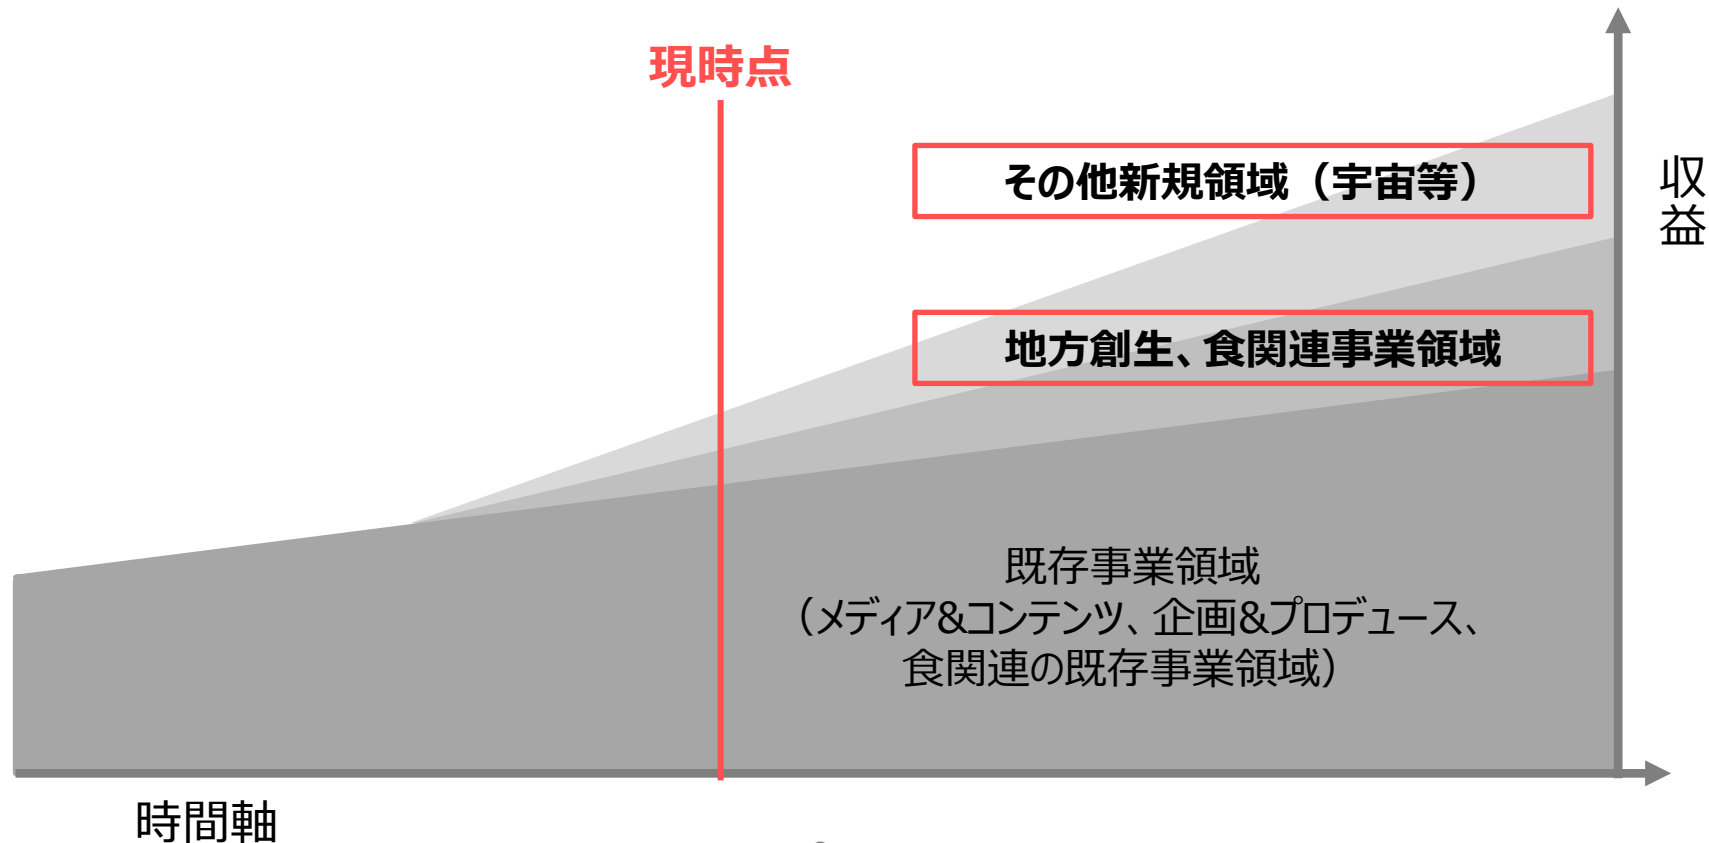 現時点
その他新規領域（宇宙等）
収益
地方創生、食関連事業領域
既存事業領域
（メディア&コンテンツ、企画&プロデュース、
食関連の既存事業領域）
時間軸